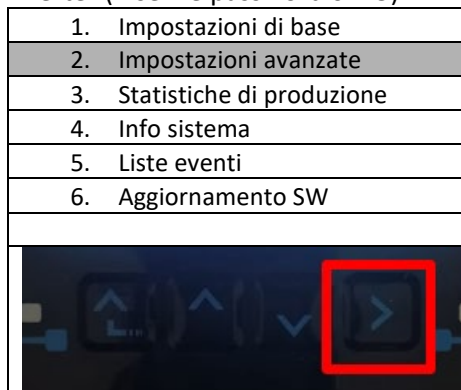 1. Impostazioni di base
2. Impostazioni avanzate
3. Statistiche di produzione
4. Info sistema
5. Liste eventi
6. Aggiornamento SW